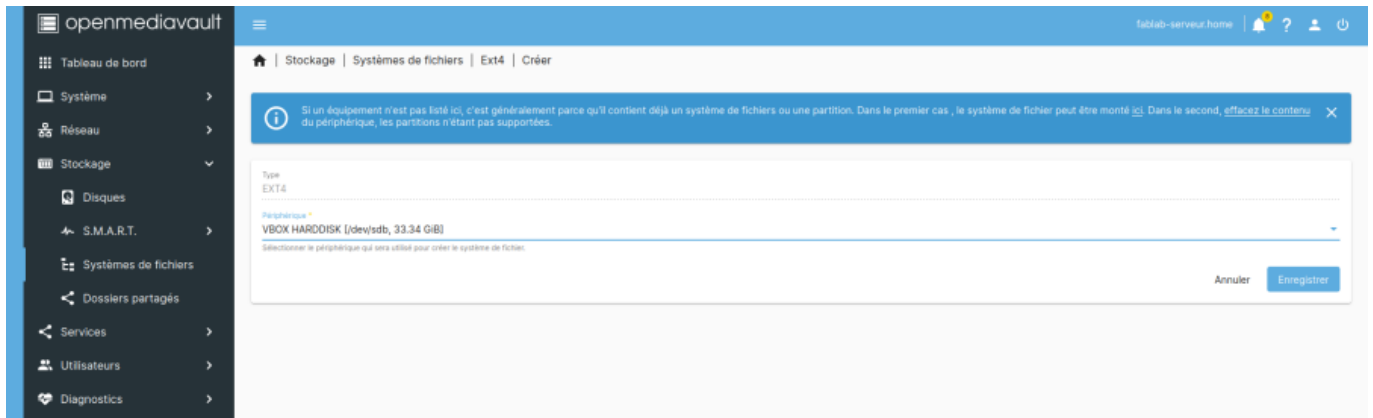 openmediavault
fablab-serveur.home
Tableau de bord
Système
Réseau
Stockage
Disques
S.M.A.R.T.
Systèmes de fichiers
Dossiers partagés
Services
Utilisateurs
Diagnostics
| Stockage | Systèmes de fichiers | Ext4 | Créer
Si un équipement n'est pas listé ici, c'est généralement parce qu'il contient déjà un système de fichiers ou une partition. Dans le premier cas , le système de fichier peut être monté ici. Dans le second, effacez le contenu
du périphérique, les partitions n'étant pas supportées.
Type
EXT4
Périphérique *
VBOX HARDDISK [/dev/sdb, 33.34 GiB]
Sélectionner le périphérique qui sera utilisé pour créer le système de fichier.
Annuler
Enregistrer